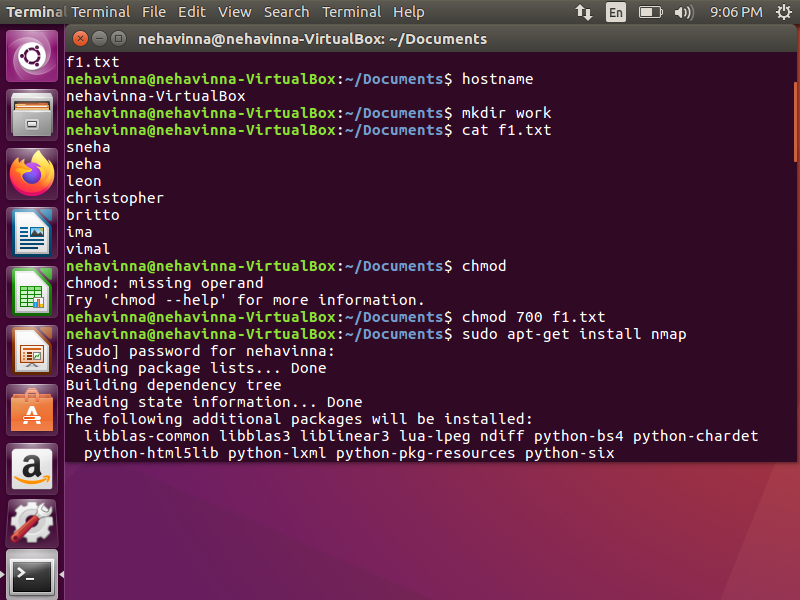 Terminal Terminal File Edit View Search Terminal Help En 9:06 PM
nehavinna@nehavinna-VirtualBox: ~/Documents
f1.txt
nehavinna@nehavinna-VirtualBox:~/Documents$ hostname
nehavinna-VirtualBox
nehavinna@nehavinna-VirtualBox:~/Documents$ mkdir work
nehavinna@nehavinna-VirtualBox:~/Documents$ cat f1.txt
sneha
neha
leon
christopher
britto
ima
vimal
nehavinna@nehavinna-VirtualBox:~/Documents$ chmod
chmod: missing operand
Try 'chmod --help' for more information.
nehavinna@nehavinna-VirtualBox:~/Documents$ chmod 700 f1.txt
nehavinna@nehavinna-VirtualBox:~/Documents$ sudo apt-get install nmap
[sudo] password for nehavinna:
Reading package lists... Done
Building dependency tree
Reading state information... Done
The following additional packages will be installed:
  libblas-common libblas3 liblinear3 lua-lpeg ndiff python-bs4 python-chardet
  python-html5lib python-lxml python-pkg-resources python-six